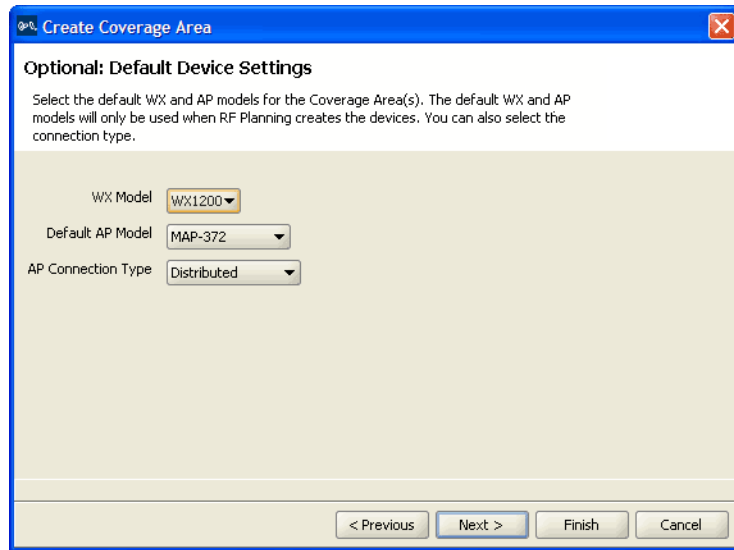 Create Coverage Area
Optional: Default Device Settings
Select the default WX and AP models for the Coverage Area(s). The default WX and AP
models will only be used when RF Planning creates the devices. You can also select the
connection type.
WX Model WX1200
Default AP Model MAP-372
AP Connection Type Distributed
< Previous Next > Finish Cancel